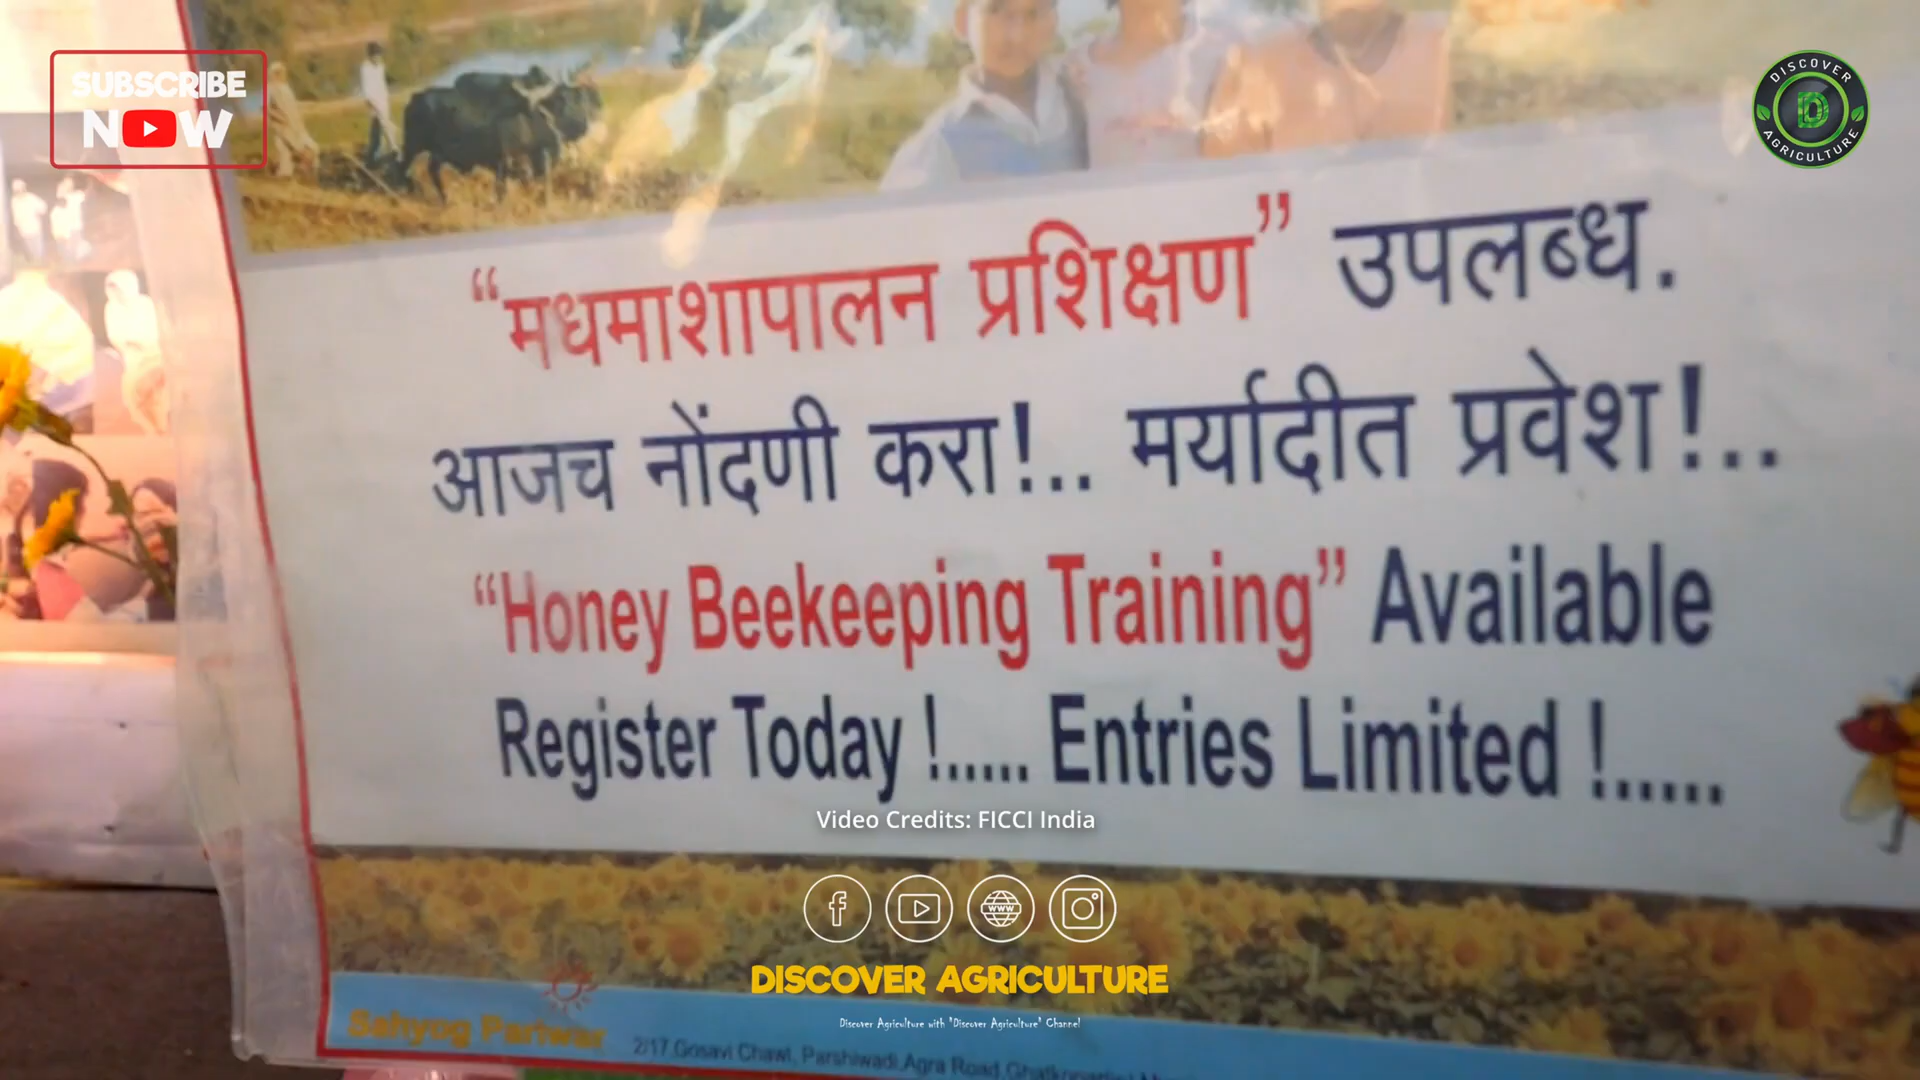 SUBSCRIBE
NOW
DISCOVER
D
AGRICULTURE
“मधमाशापालन प्रशिक्षण” उपलब्ध.
आजच नोंदणी करा!.. मर्यादीत प्रवेश!..
“Honey Beekeeping Training” Available
Register Today !...... Entries Limited !......
Video Credits: FICCI India
f
www
DISCOVER AGRICULTURE
Discover Agriculture with "Discover Agriculture" Channel
Sahyog Pariwar
2/17,Gosavi Chawl, Parshiwadi,Agra Road,